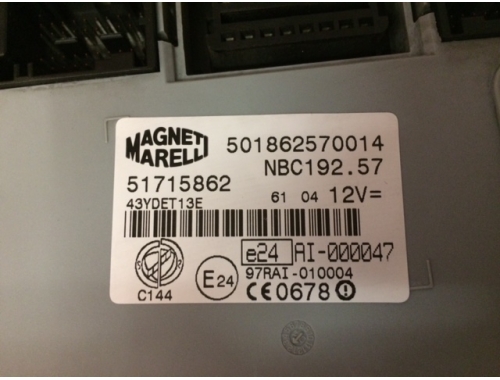 MAGNETI
MARELLI
501862570014
NBC192.57
51715862
43YDET13E
61 04 12V=
e24 AI-000047
E24
97RAI-010004
C144
CE0678!